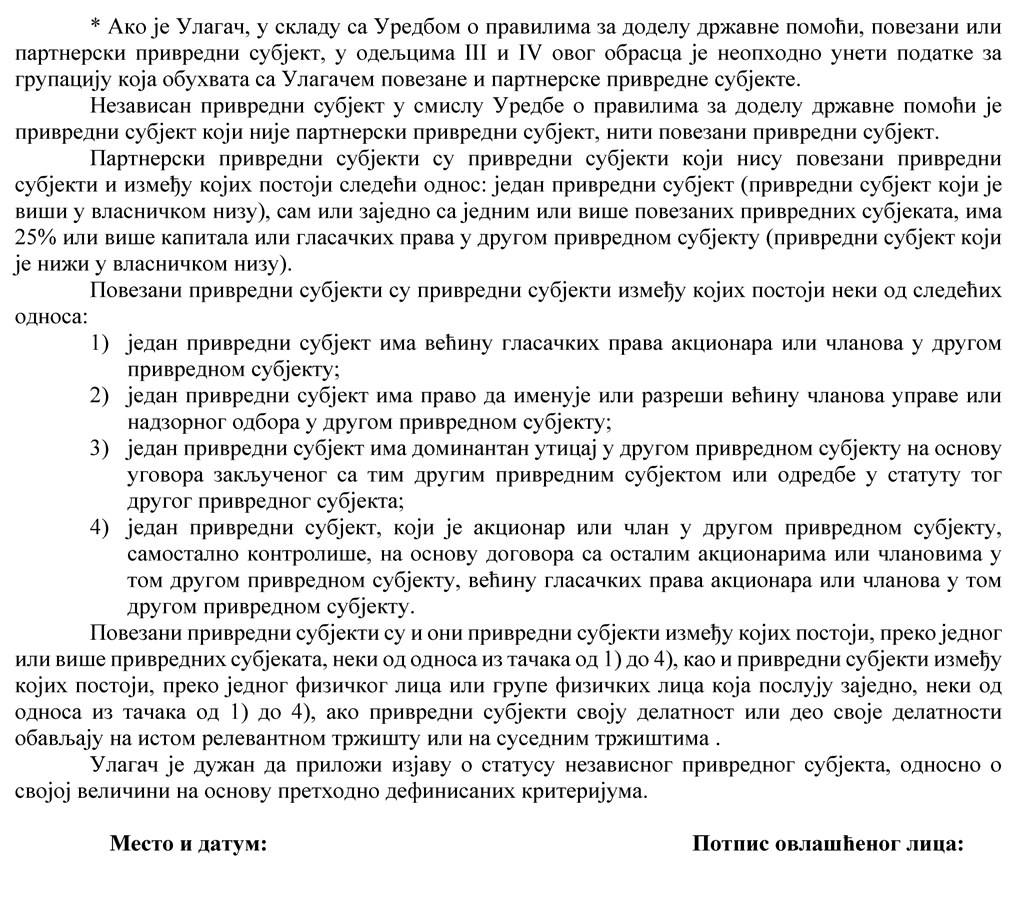 * Ако је Улагач, у складу са Уредбом о правилима за доделу државне помоћи, повезани или
партнерски привредни субјект, у одељцима III и IV овог обрасца је неопходно унети податке за
групацију која обухвата са Улагачем повезане и партнерске привредне субјекте.
Независан привредни субјект у смислу Уредбе о правилима за доделу државне помоћи је
привредни субјект који није партнерски привредни субјект, нити повезани привредни субјект.
Партнерски привредни субјекти су привредни субјекти који нису повезани привредни
субјекти и између којих постоји следећи однос: један привредни субјект (привредни субјект који је
виши у власничком низу), сам или заједно са једним или више повезаних привредних субјеката, има
25% или више капитала или гласачких права у другом привредном субјекту (привредни субјект који
је нижи у власничком низу).
Повезани привредни субјекти су привредни субјекти између којих постоји неки од следећих
односа:
1) један привредни субјект има већину гласачких права акционара или чланова у другом
привредном субјекту;
2) један привредни субјект има право да именује или разреши већину чланова управе или
надзорног одбора у другом привредном субјекту;
3) један привредни субјект има доминантан утицај у другом привредном субјекту на основу
уговора закљученог са тим другим привредним субјектом или одредбе у статуту тог
другог привредног субјекта;
4) један привредни субјект, који је акционар или члан у другом привредном субјекту,
самостално контролише, на основу договора са осталим акционарима или члановима у
том другом привредном субјекту, већину гласачких права акционара или чланова у том
другом привредном субјекту.
Повезани привредни субјекти су и они привредни субјекти између којих постоји, преко једног
или више привредних субјеката, неки од односа из тачака од 1) до 4), као и привредни субјекти између
којих постоји, преко једног физичког лица или групе физичких лица која послују заједно, неки од
односа из тачака од 1) до 4), ако привредни субјекти своју делатност или део своје делатности
обављају на истом релевантном тржишту или на суседним тржиштима .
Улагач је дужан да приложи изјаву о статусу независног привредног субјекта, односно о
својој величини на основу претходно дефинисаних критеријума.
Место и датум: Потпис овлашћеног лица: